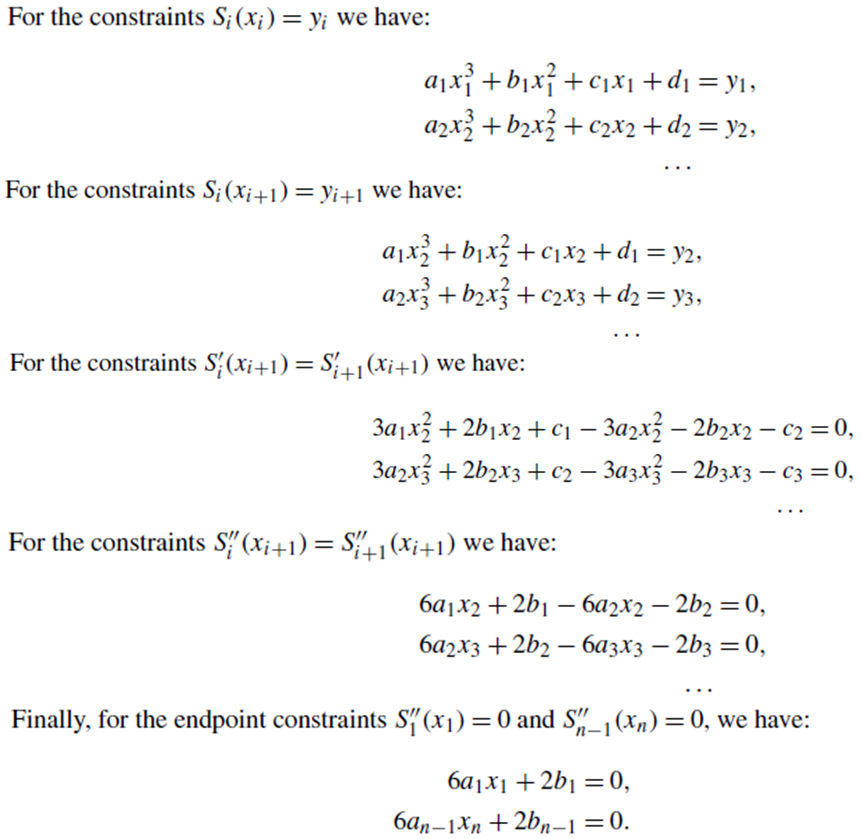 For the constraints $S_i(x_i) = y_i$ we have:
$a_1x_1^3 + b_1x_1^2 + c_1x_1 + d_1 = y_1,$
$a_2x_2^3 + b_2x_2^2 + c_2x_2 + d_2 = y_2,$
$\cdots$
For the constraints $S_i(x_{i+1}) = y_{i+1}$ we have:
$a_1x_2^3 + b_1x_2^2 + c_1x_2 + d_1 = y_2,$
$a_2x_3^3 + b_2x_3^2 + c_2x_3 + d_2 = y_3,$
$\cdots$
For the constraints $S_i'(x_{i+1}) = S_{i+1}'(x_{i+1})$ we have:
$3a_1x_2^2 + 2b_1x_2 + c_1 - 3a_2x_2^2 - 2b_2x_2 - c_2 = 0,$
$3a_2x_3^2 + 2b_2x_3 + c_2 - 3a_3x_3^2 - 2b_3x_3 - c_3 = 0,$
$\cdots$
For the constraints $S_i''(x_{i+1}) = S_{i+1}''(x_{i+1})$ we have:
$6a_1x_2 + 2b_1 - 6a_2x_2 - 2b_2 = 0,$
$6a_2x_3 + 2b_2 - 6a_3x_3 - 2b_3 = 0,$
$\cdots$
Finally, for the endpoint constraints $S_1''(x_1) = 0$ and $S_{n-1}''(x_n) = 0$, we have:
$6a_1x_1 + 2b_1 = 0,$
$6a_{n-1}x_n + 2b_{n-1} = 0.$